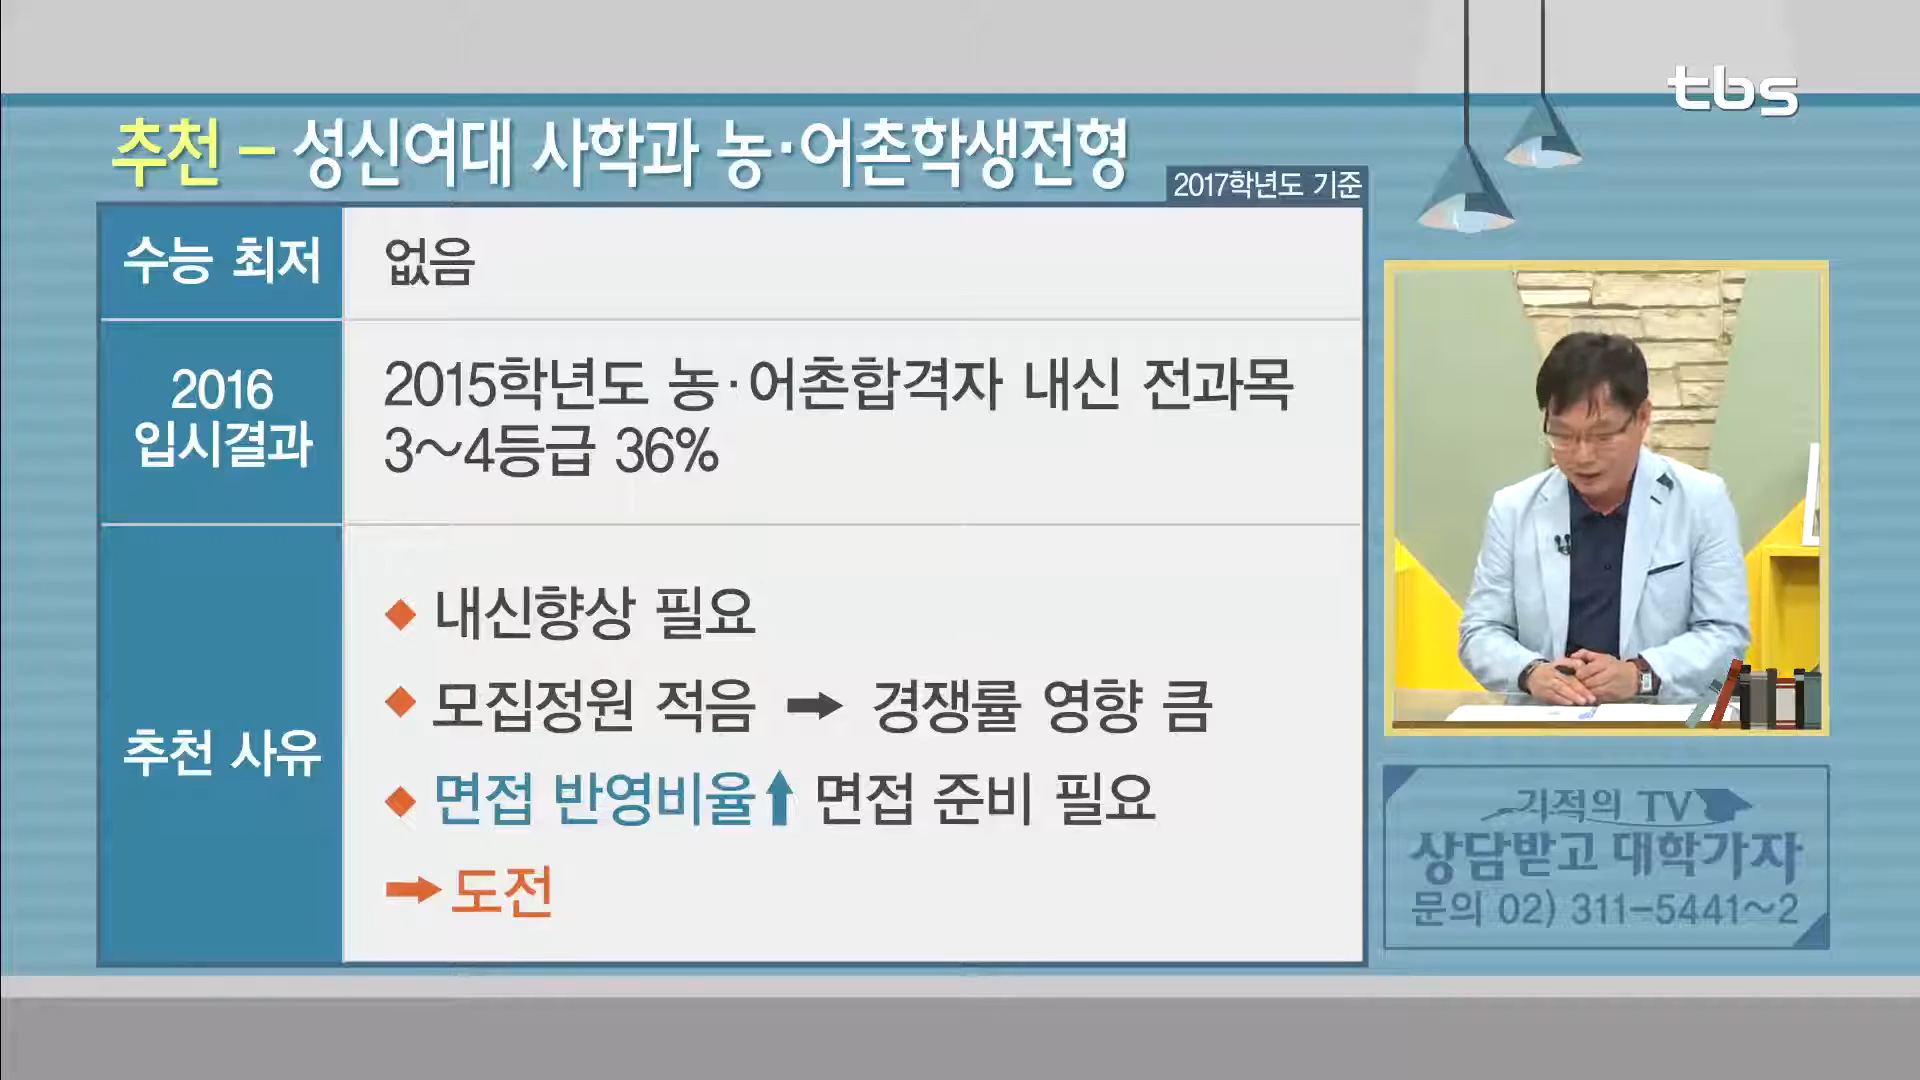 tbs
추천 - 성신여대 사학과 농·어촌학생전형
2017학년도 기준
수능 최저
없음
2016
입시결과
2015학년도 농·어촌합격자 내신 전과목
3~4등급 36%
추천 사유
◆ 내신향상 필요
◆ 모집정원 적음 ➡ 경쟁률 영향 큼
◆ 면접 반영비율⬆ 면접 준비 필요
➡ 도전
기적의 TV
상담받고 대학가자
문의 02) 311-5441~2